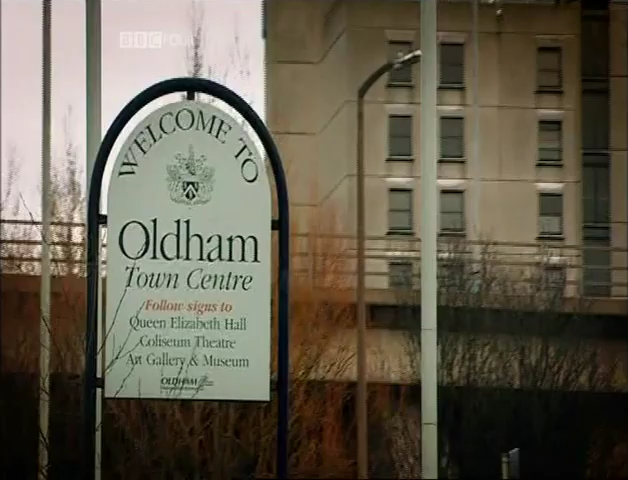 BBC FOUR
WELCOME TO
Oldham
Town Centre
Follow signs to
Queen Elizabeth Hall
Coliseum Theatre
Art Gallery & Museum
OLDHAM